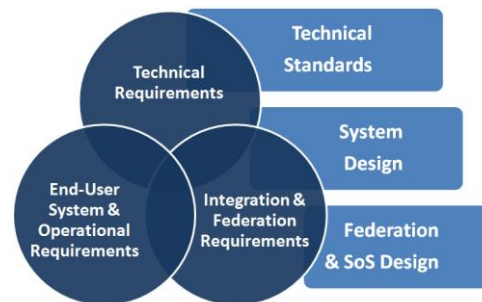 Technical
Requirements
End-User
System &
Operational
Requirements
Integration &
Federation
Requirements
Technical
Standards
System
Design
Federation
& SoS Design